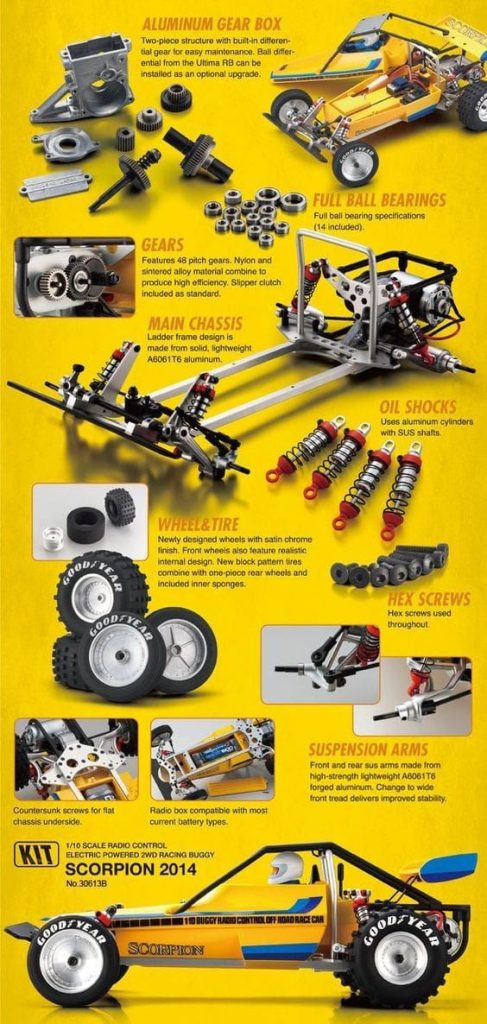 ALUMINUM GEAR BOX
Two-piece structure with built-in differen-
tial gear for easy maintenance. Ball differ-
ential from the Ultima RB can be
installed as an optional upgrade.
SCORPION
GOODYEAR
FULL BALL BEARINGS
Full ball bearing specifications
(14 included).
GEARS
Features 48 pitch gears. Nylon and
sintered alloy material combine to
produce high efficiency. Slipper clutch
included as standard.
MAIN CHASSIS
Ladder frame design is
made from solid, lightweight
A6061T6 aluminum.
OIL SHOCKS
Uses aluminum cylinders
with SUS shafts.
WHEEL&TIRE
Newly designed wheels with satin chrome
finish. Front wheels also feature realistic
internal design. New block pattern tires
combine with one-piece rear wheels and
included inner sponges.
GOODYEAR
GOODYEAR
HEX SCREWS
Hex screws used
throughout.
SUSPENSION ARMS
Front and rear sus arms made from
high-strength lightweight A6061T6
forged aluminum. Change to wide
front tread delivers improved stability.
Countersunk screws for flat
chassis underside.
Radio box compatible with most
current battery types.
KIT
1/10 SCALE RADIO CONTROL
ELECTRIC POWERED 2WD RACING BUGGY
SCORPION 2014
No.30613B
GOODYEAR
1:10 BUGGY RADIO CONTROL OFF ROAD RACE CAR
SCORPION
GOODYEAR